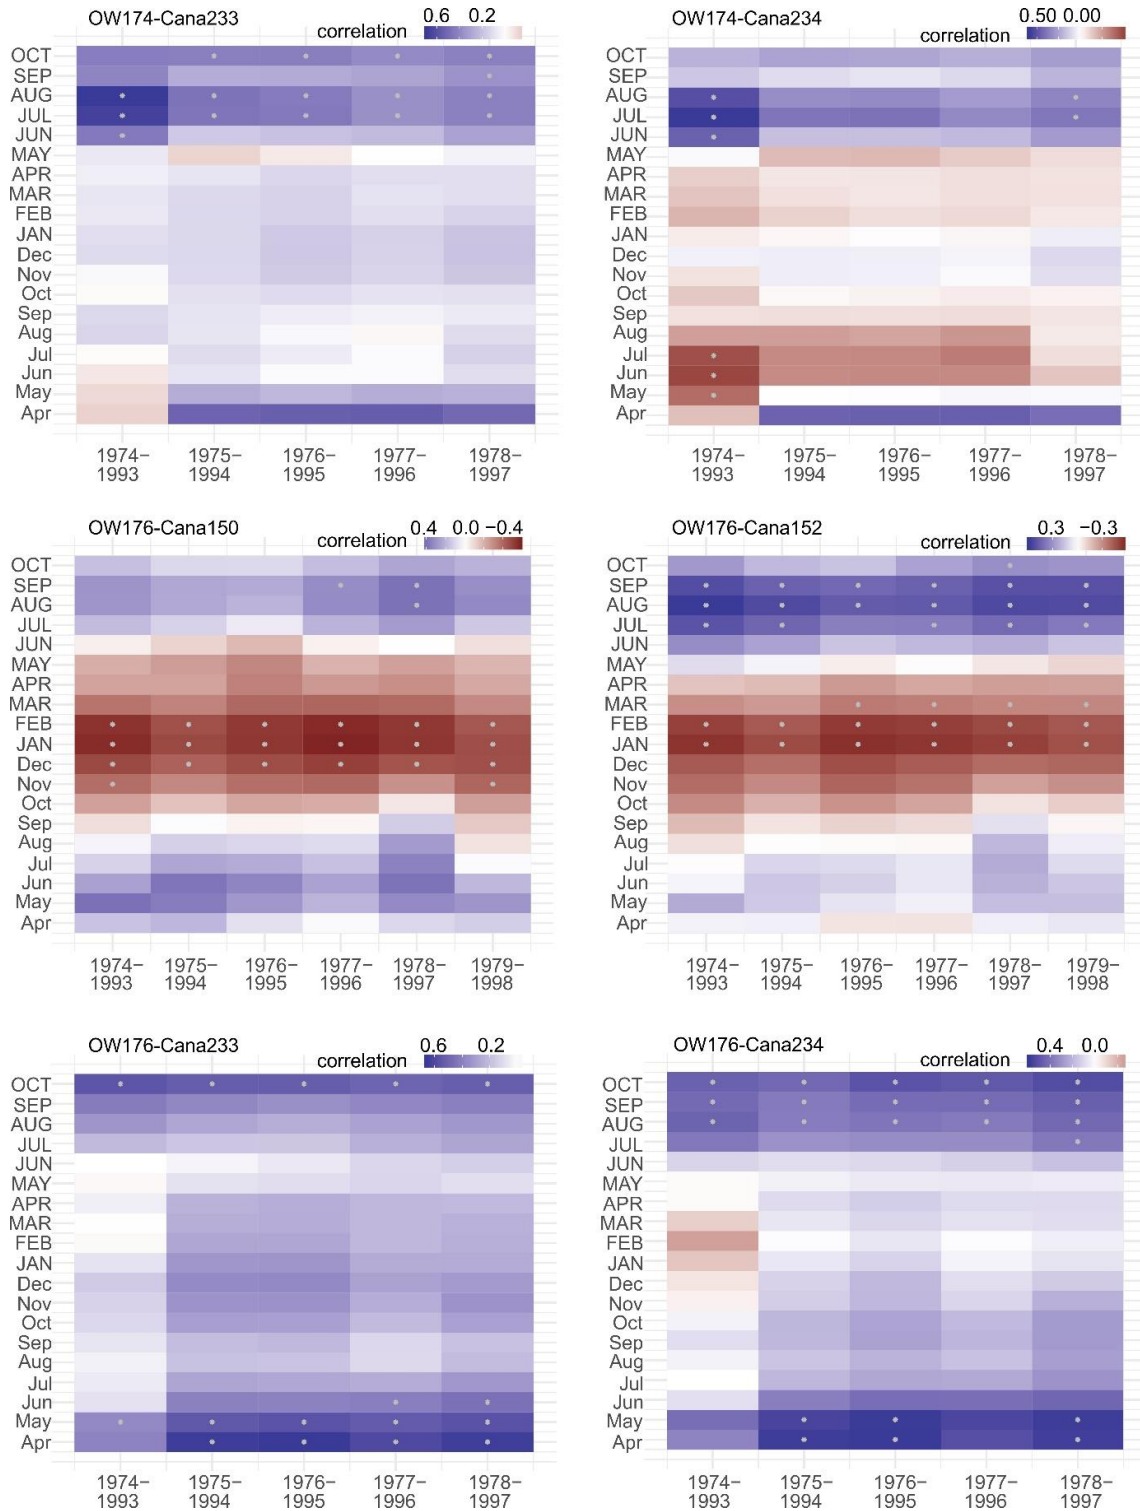 OW174-Cana233
correlation
0.6 0.2
OCT
SEP
AUG
JUL
JUN
MAY
APR
MAR
FEB
JAN
Dec
Nov
Oct
Sep
Aug
Jul
Jun
May
Apr
1974−
1993
1975−
1994
1976−
1995
1977−
1996
1978−
1997
OW174-Cana234
correlation
0.50 0.00
OCT
SEP
AUG
JUL
JUN
MAY
APR
MAR
FEB
JAN
Dec
Nov
Oct
Sep
Aug
Jul
Jun
May
Apr
1974−
1993
1975−
1994
1976−
1995
1977−
1996
1978−
1997
OW176-Cana150
correlation
0.4 0.0 −0.4
OCT
SEP
AUG
JUL
JUN
MAY
APR
MAR
FEB
JAN
Dec
Nov
Oct
Sep
Aug
Jul
Jun
May
Apr
1974−
1993
1975−
1994
1976−
1995
1977−
1996
1978−
1997
1979−
1998
OW176-Cana152
correlation
0.3 −0.3
OCT
SEP
AUG
JUL
JUN
MAY
APR
MAR
FEB
JAN
Dec
Nov
Oct
Sep
Aug
Jul
Jun
May
Apr
1974−
1993
1975−
1994
1976−
1995
1977−
1996
1978−
1997
1979−
1998
OW176-Cana233
correlation
0.6 0.2
OCT
SEP
AUG
JUL
JUN
MAY
APR
MAR
FEB
JAN
Dec
Nov
Oct
Sep
Aug
Jul
Jun
May
Apr
1974−
1993
1975−
1994
1976−
1995
1977−
1996
1978−
1997
OW176-Cana234
correlation
0.4 0.0
OCT
SEP
AUG
JUL
JUN
MAY
APR
MAR
FEB
JAN
Dec
Nov
Oct
Sep
Aug
Jul
Jun
May
Apr
1974−
1993
1975−
1994
1976−
1995
1977−
1996
1978−
1997